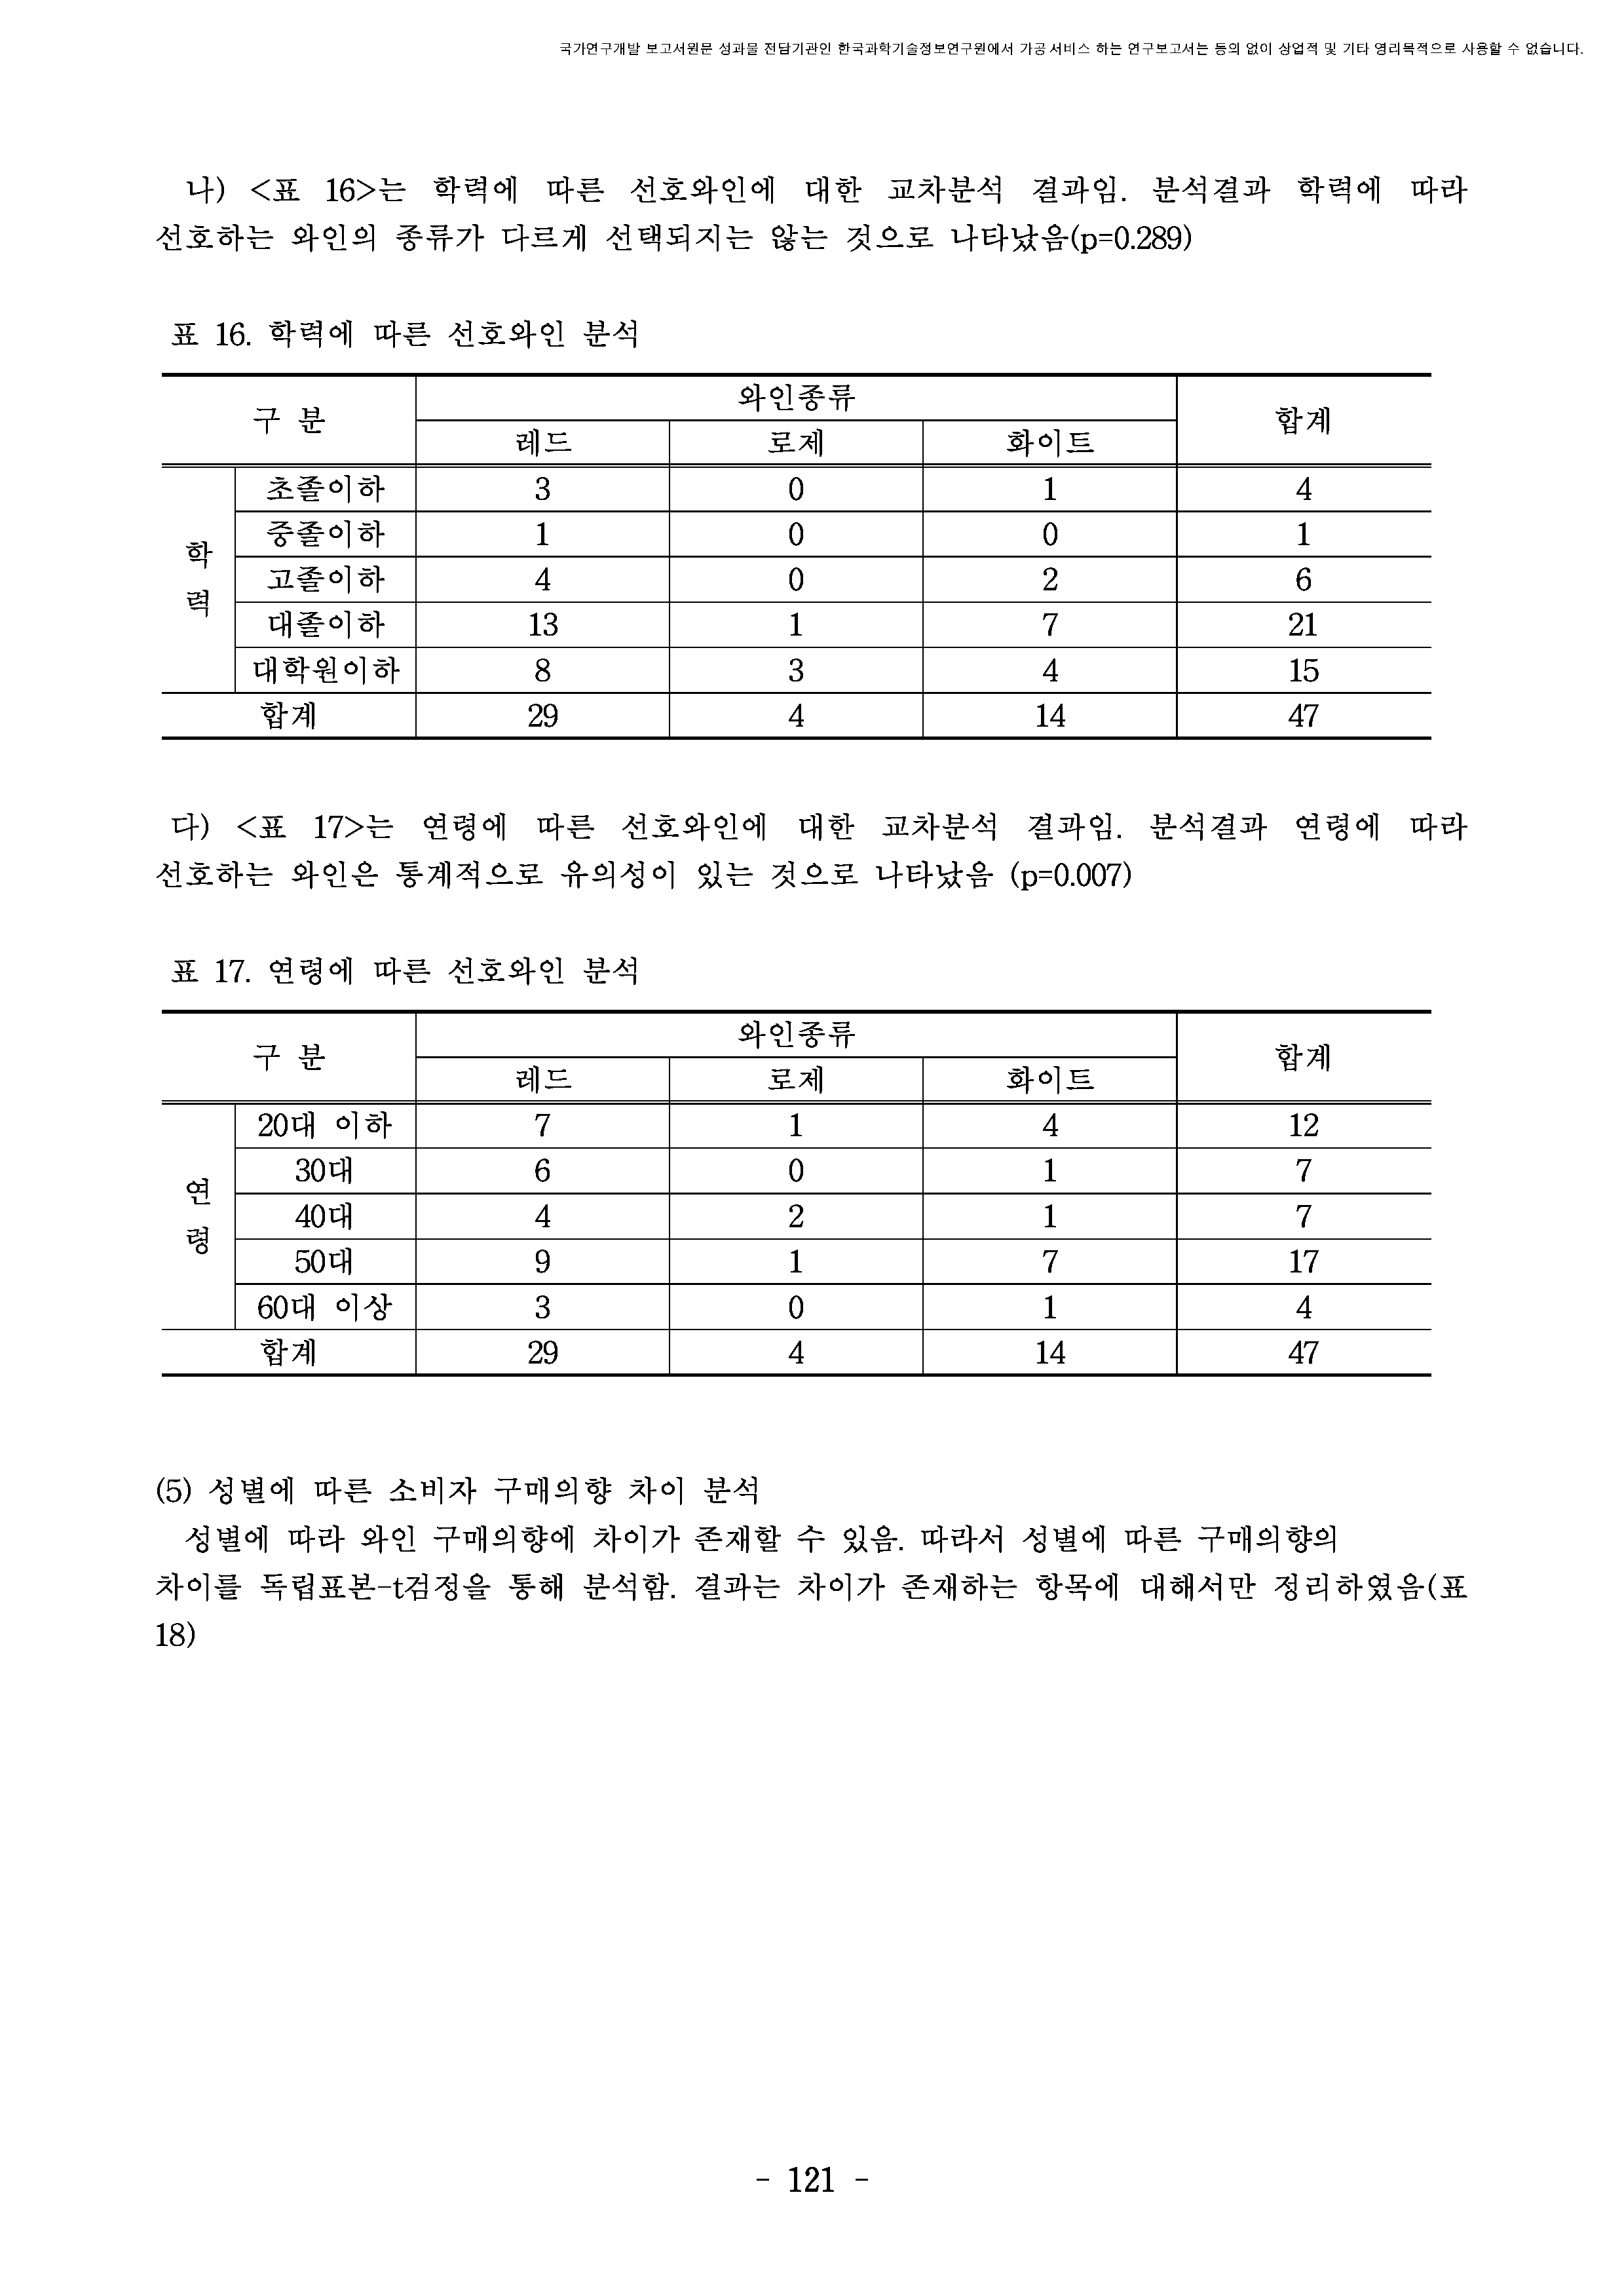 국가연구개발 보고서원문 성과물 전담기관인 한국과학기술정보연구원에서 가공·서비스 하는 연구보고서는 동의 없이 상업적 및 기타 영리목적으로 사용할 수 없습니다.
나) <표 16>는 학력에 따른 선호와인에 대한 교차분석 결과임. 분석결과 학력에 따라
선호하는 와인의 종류가 다르게 선택되지는 않는 것으로 나타났음(p=0.289)
표 16. 학력에 따른 선호와인 분석
구 분 와인종류 합계
레드 로제 화이트
학력
초졸이하 3 0 1 4
중졸이하 1 0 0 1
고졸이하 4 0 2 6
대졸이하 13 1 7 21
대학원이하 8 3 4 15
합계 29 4 14 47
다) <표 17>는 연령에 따른 선호와인에 대한 교차분석 결과임. 분석결과 연령에 따라
선호하는 와인은 통계적으로 유의성이 있는 것으로 나타났음 (p=0.007)
표 17. 연령에 따른 선호와인 분석
구 분 와인종류 합계
레드 로제 화이트
연령
20대 이하 7 1 4 12
30대 6 0 1 7
40대 4 2 1 7
50대 9 1 7 17
60대 이상 3 0 1 4
합계 29 4 14 47
(5) 성별에 따른 소비자 구매의향 차이 분석
성별에 따라 와인 구매의향에 차이가 존재할 수 있음. 따라서 성별에 따른 구매의향의
차이를 독립표본-t검정을 통해 분석함. 결과는 차이가 존재하는 항목에 대해서만 정리하였음(표
18)
- 121 -